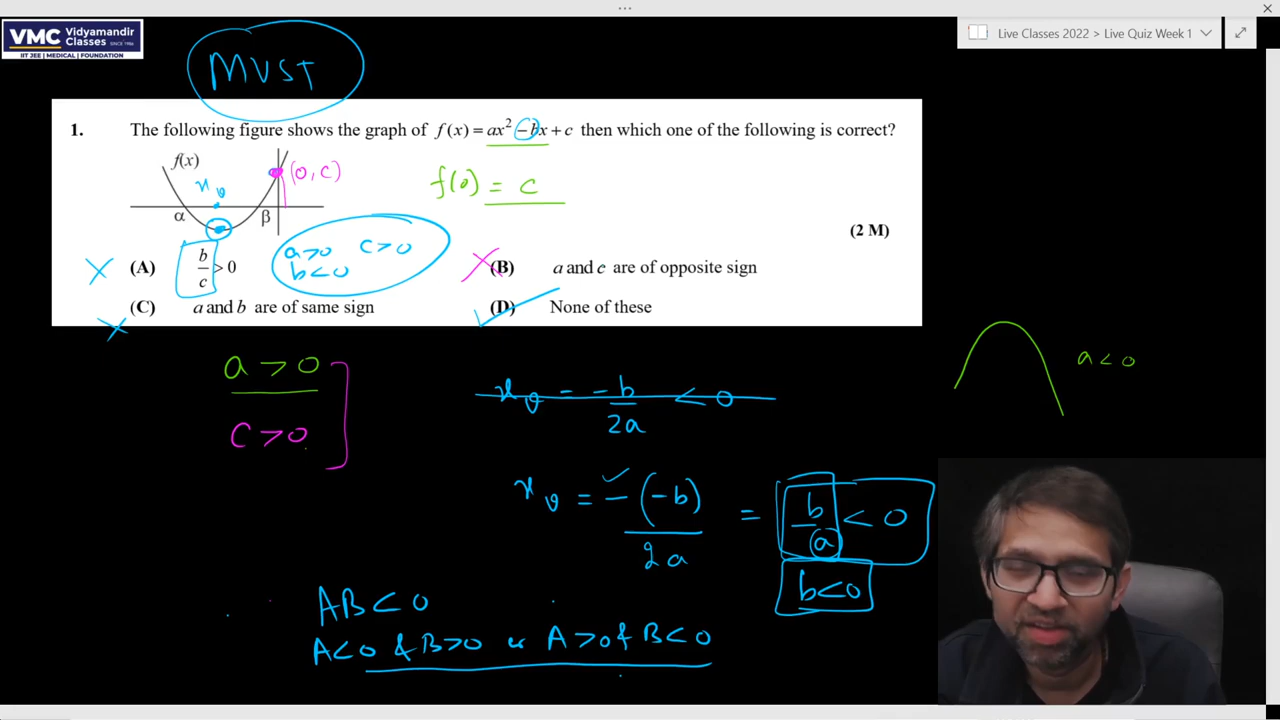 VMC Vidyamandir Classes SINCE 1986
IIT JEE | MEDICAL | FOUNDATION
Live Classes 2022 > Live Quiz Week 1
MUST
1. The following figure shows the graph of f(x) = ax² − bx + c then which one of the following is correct?
f(x)
(0, C)
x_v
α
β
f(0) = c
(2 M)
(A) b/c > 0
a>0 c>0
b<0
(B) a and c are of opposite sign
(C) a and b are of same sign
(D) None of these
a > 0
C > 0
x_v = -b/2a < 0
a < 0
x_v = -(-b)/2a = b/a < 0
b<0
AB < 0
A<0 & B>0 or A>0 & B<0